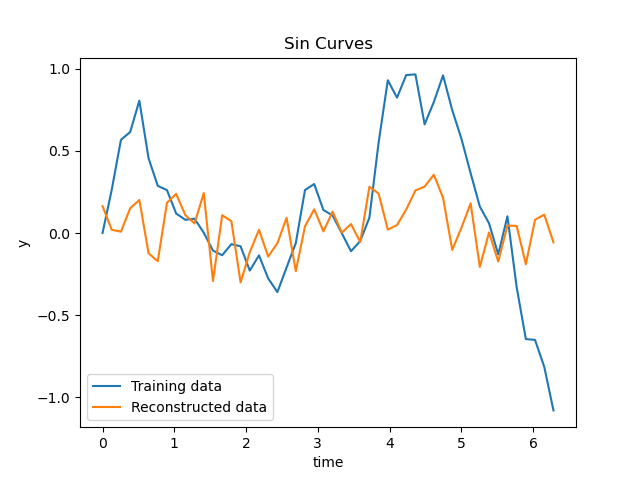 Sin Curves
1.0
0.5
0.0
−0.5
−1.0
y
Training data
Reconstructed data
0 1 2 3 4 5 6
time